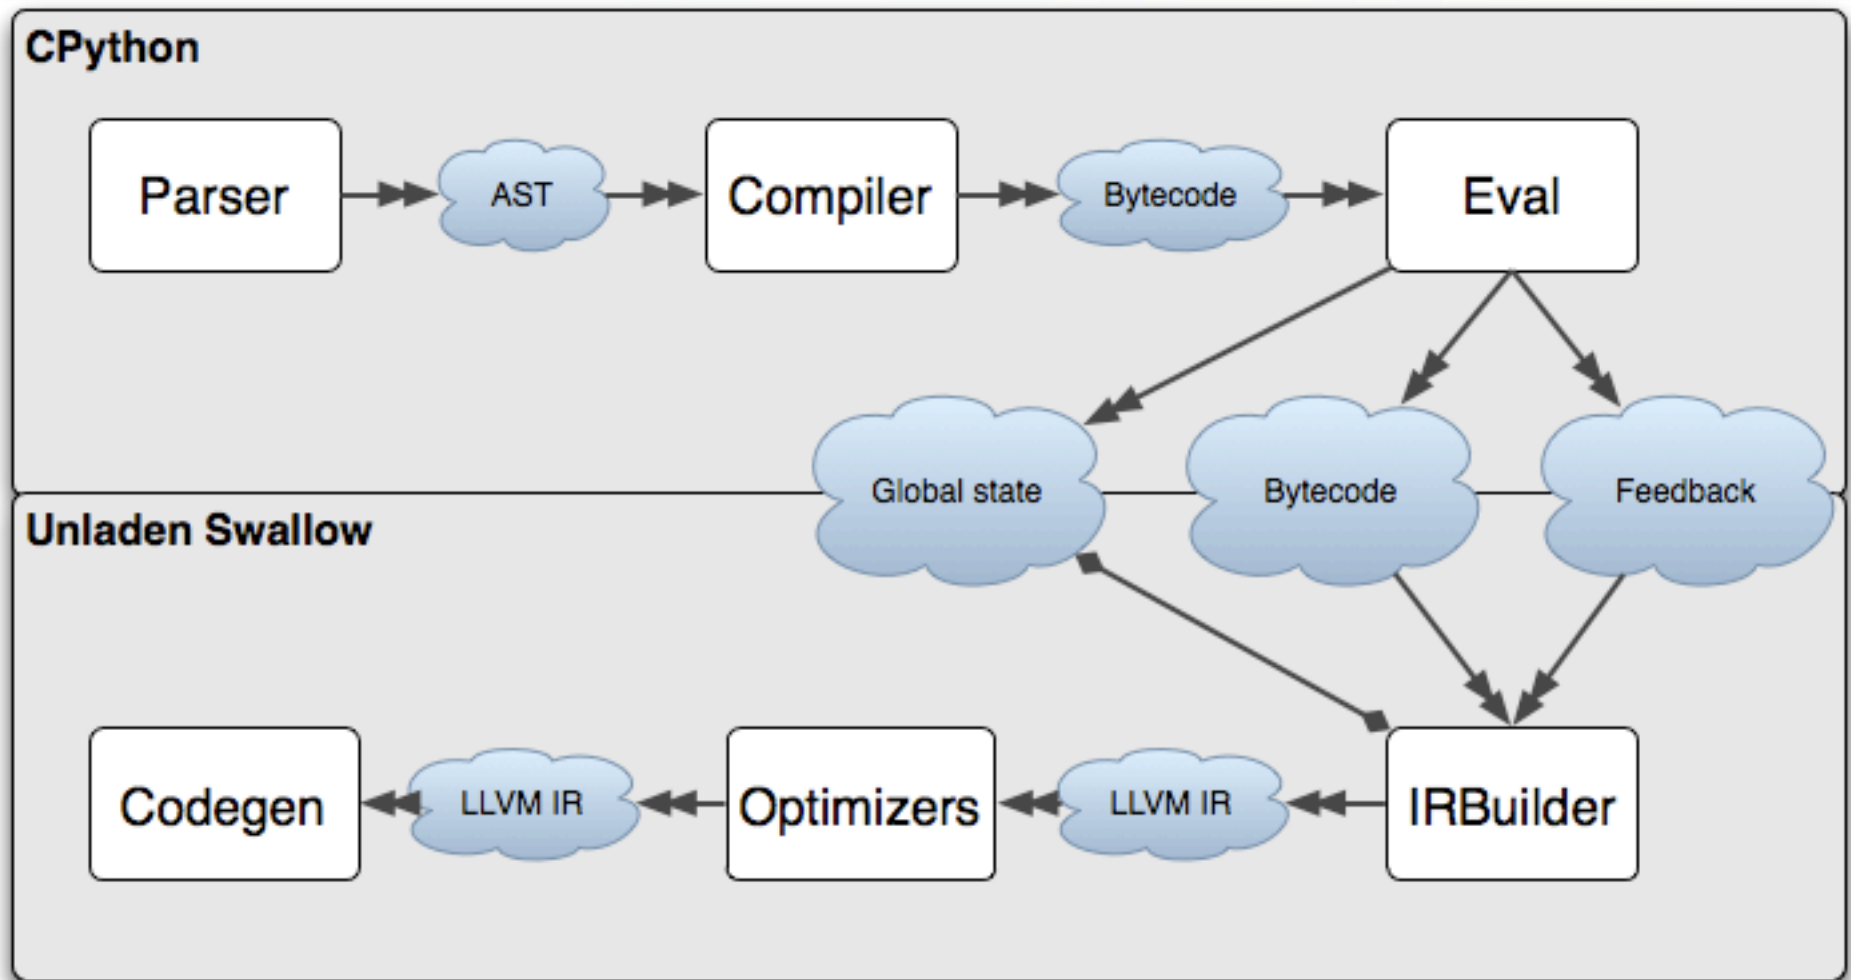 CPython
Parser
AST
Compiler
Bytecode
Eval
Global state
Bytecode
Feedback
Unladen Swallow
Codegen
LLVM IR
Optimizers
LLVM IR
IRBuilder